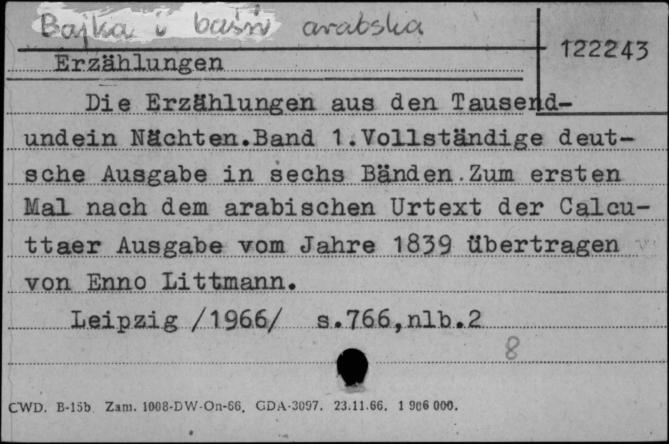 Bajka i baśń arabska
122243
Erzählungen
Die Erzählungen aus den Tausend-
undein Nächten.Band 1.Vollständige deut-
sche Ausgabe in sechs Bänden.Zum ersten
Mal nach dem arabischen Urtext der Calcu-
ttaer Ausgabe vom Jahre 1839 übertragen
von Enno Littmann.
Leipzig /1966/ s.766,nlb.2
8
CWD. B-15b. Zam. 1008-DW-On-66. GDA-3097. 23.11.66. 1 906 000.